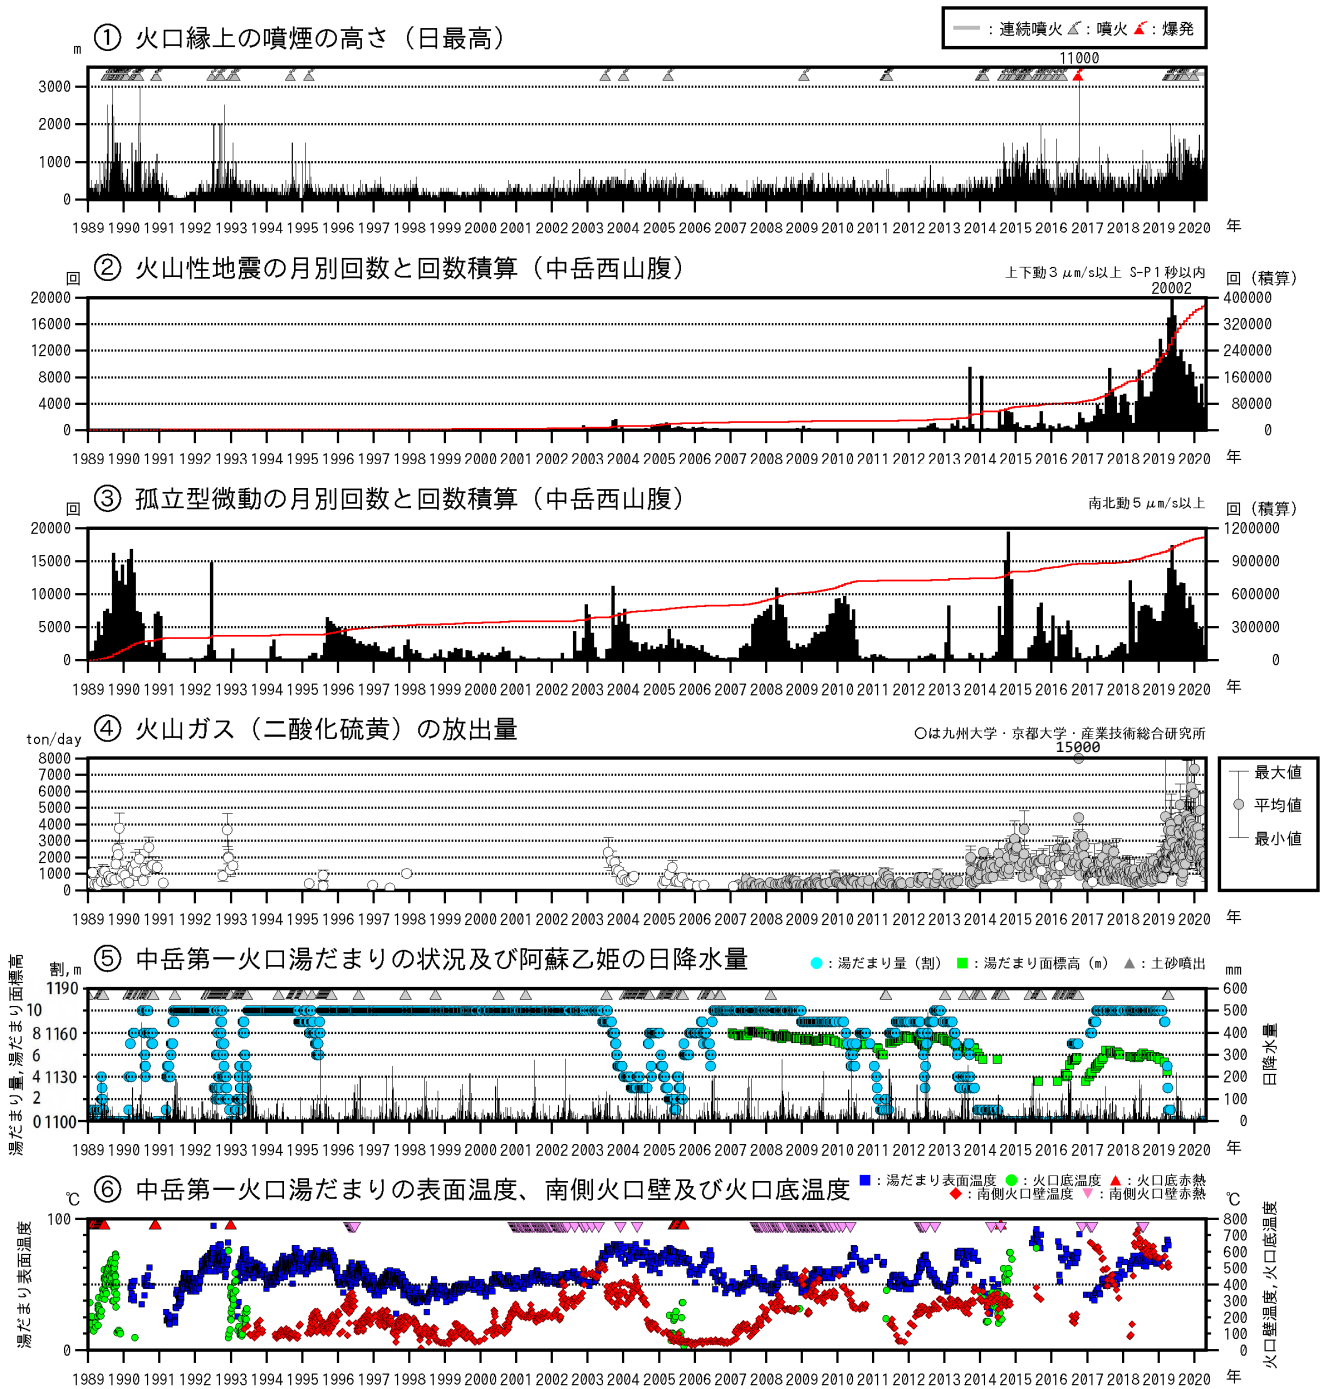 ① 火口縁上の噴煙の高さ（日最高）
：連続噴火 ：噴火 ：爆発
m
11000
3000
2000
1000
0
1989 1990 1991 1992 1993 1994 1995 1996 1997 1998 1999 2000 2001 2002 2003 2004 2005 2006 2007 2008 2009 2010 2011 2012 2013 2014 2015 2016 2017 2018 2019 2020 年
② 火山性地震の月別回数と回数積算（中岳西山腹）
回
上下動３μm/s以上 S-P１秒以内
回（積算）
20002
20000 400000
16000 320000
12000 240000
8000 160000
4000 80000
0 0
1989 1990 1991 1992 1993 1994 1995 1996 1997 1998 1999 2000 2001 2002 2003 2004 2005 2006 2007 2008 2009 2010 2011 2012 2013 2014 2015 2016 2017 2018 2019 2020 年
③ 孤立型微動の月別回数と回数積算（中岳西山腹）
回
南北動５μm/s以上
回（積算）
20000 1200000
15000 900000
10000 600000
5000 300000
0 0
1989 1990 1991 1992 1993 1994 1995 1996 1997 1998 1999 2000 2001 2002 2003 2004 2005 2006 2007 2008 2009 2010 2011 2012 2013 2014 2015 2016 2017 2018 2019 2020 年
④ 火山ガス（二酸化硫黄）の放出量
ton/day
○は九州大学・京都大学・産業技術総合研究所
15000
8000
7000
6000
5000
4000
3000
2000
1000
0
最大値
平均値
最小値
1989 1990 1991 1992 1993 1994 1995 1996 1997 1998 1999 2000 2001 2002 2003 2004 2005 2006 2007 2008 2009 2010 2011 2012 2013 2014 2015 2016 2017 2018 2019 2020 年
⑤ 中岳第一火口湯だまりの状況及び阿蘇乙姫の日降水量
：湯だまり量（割） ：湯だまり面標高（m） ：土砂噴出
割,m
mm
湯だまり量,湯だまり面標高
日降水量
1190 600
10 500
8 1160 400
6 300
4 1130 200
2 100
0 1100 0
1989 1990 1991 1992 1993 1994 1995 1996 1997 1998 1999 2000 2001 2002 2003 2004 2005 2006 2007 2008 2009 2010 2011 2012 2013 2014 2015 2016 2017 2018 2019 2020 年
⑥ 中岳第一火口湯だまりの表面温度、南側火口壁及び火口底温度
：湯だまり表面温度 ：火口底温度 ：火口底赤熱
：南側火口壁温度 ：南側火口壁赤熱
℃
℃
湯だまり表面温度
火口壁温度,火口底温度
100 800
700
600
500
50 400
300
200
100
0 0
1989 1990 1991 1992 1993 1994 1995 1996 1997 1998 1999 2000 2001 2002 2003 2004 2005 2006 2007 2008 2009 2010 2011 2012 2013 2014 2015 2016 2017 2018 2019 2020 年